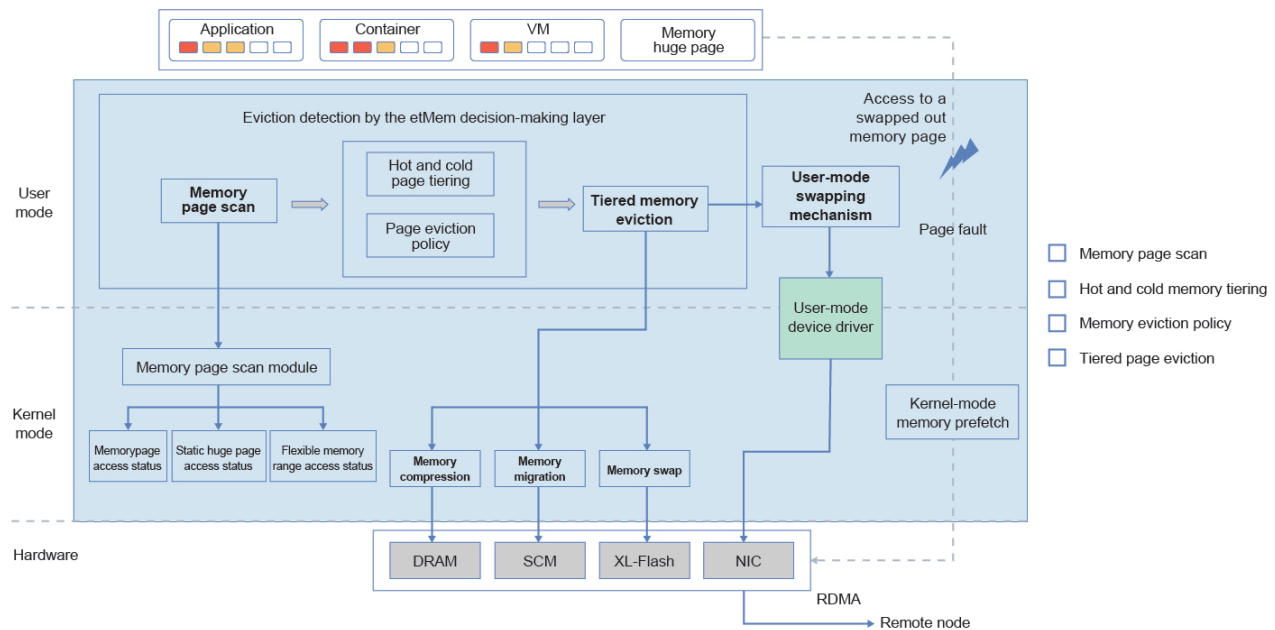 Application
Container
VM
Memory
huge page
Access to a
swapped out
memory page
Eviction detection by the etMem decision-making layer
User
mode
Memory
page scan
Hot and cold
page tiering
Page eviction
policy
Tiered memory
eviction
User-mode
swapping
mechanism
Page fault
User-mode
device driver
Memory page scan
Hot and cold memory tiering
Memory eviction policy
Tiered page eviction
Kernel
mode
Memory page scan module
Memorypage
access status
Static huge page
access status
Flexible memory
range access status
Memory
compression
Memory
migration
Memory swap
Kernel-mode
memory prefetch
Hardware
DRAM
SCM
XL-Flash
NIC
RDMA
Remote node